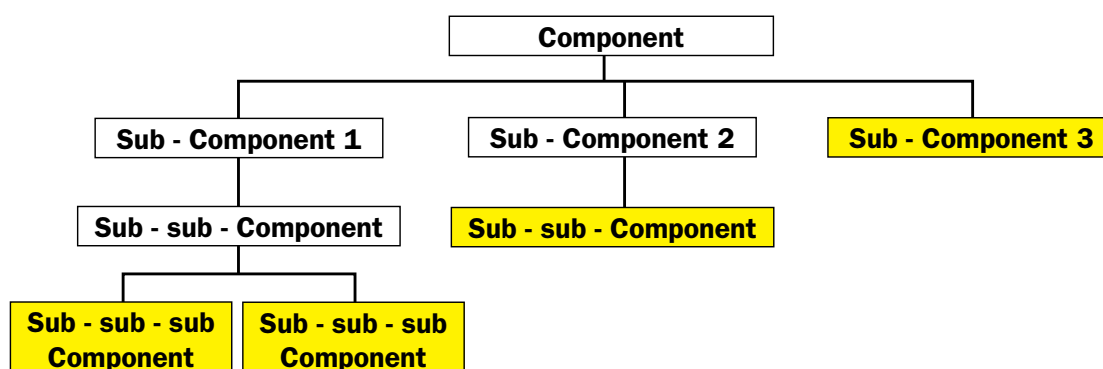 Component
Sub - Component 1
Sub - Component 2
Sub - Component 3
Sub - sub - Component
Sub - sub - Component
Sub - sub - sub
Component
Sub - sub - sub
Component